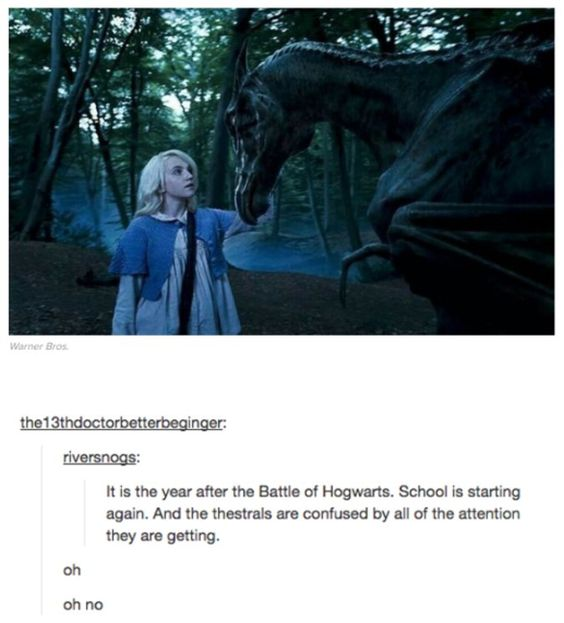 Warner Bros.
the13thdoctorbetterbeginger:
riversnogs:
It is the year after the Battle of Hogwarts. School is starting
again. And the thestrals are confused by all of the attention
they are getting.
oh
oh no